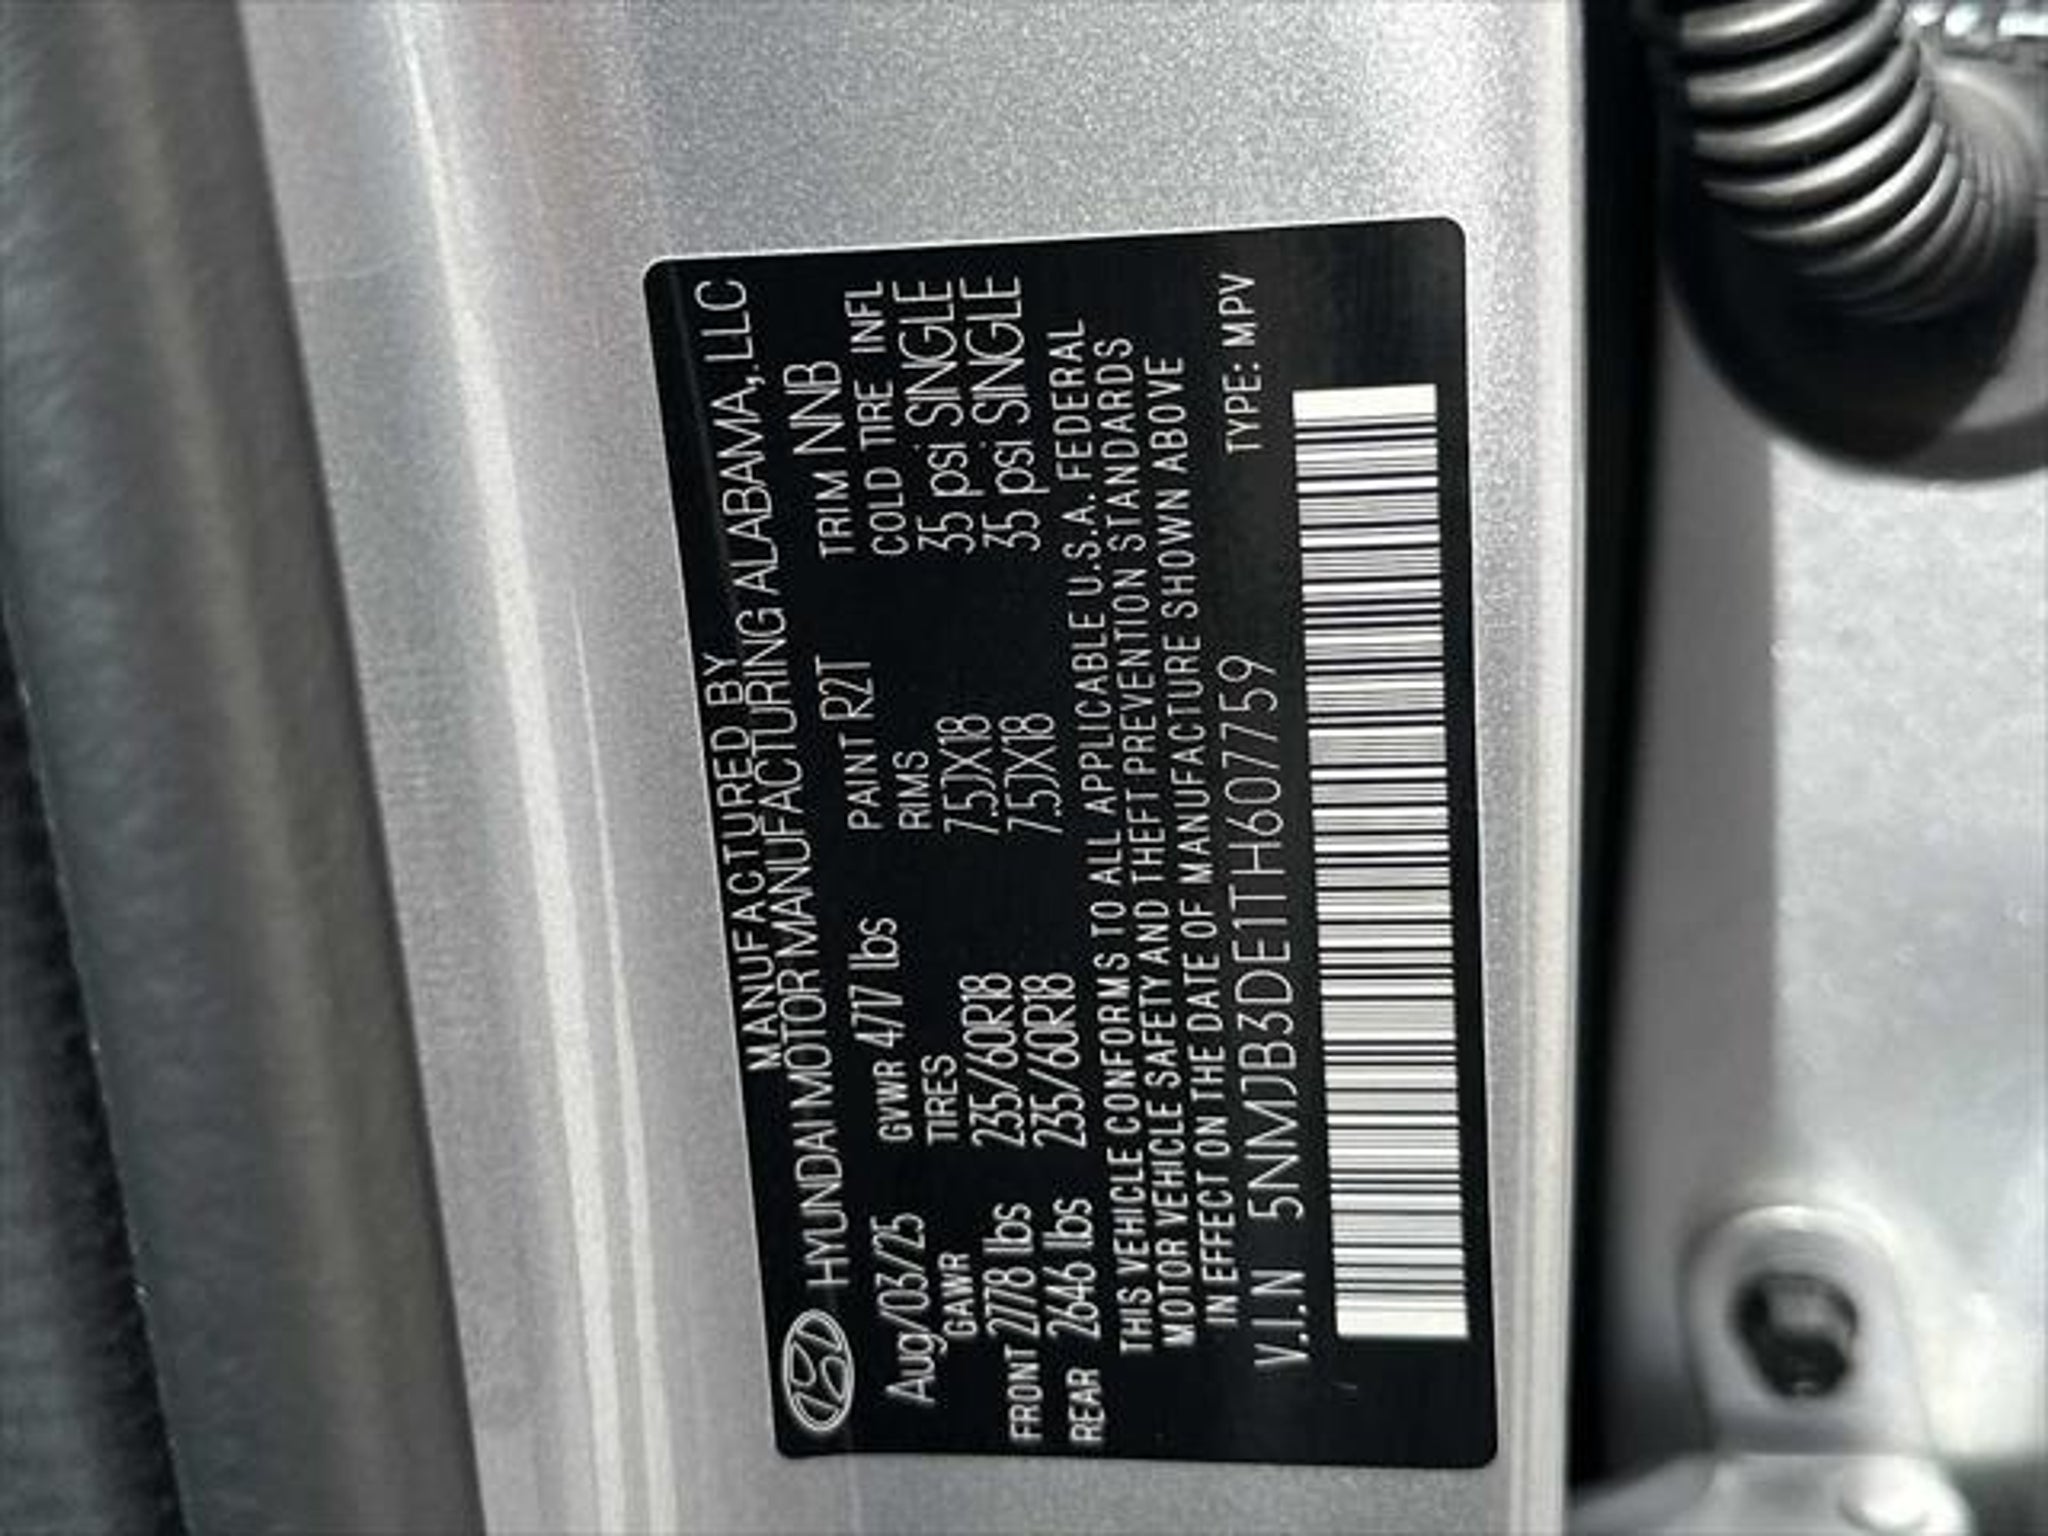 MANUFACTURED BY
HYUNDAI MOTOR MANUFACTURING ALABAMA, LLC
Aug/03/25 GVWR 4717 lbs PAINT R2T TRIM NNB
GAWR TIRES RIMS COLD TIRE INFL
FRONT 2778 lbs 235/60R18 7.5JX18 35 psi SINGLE
REAR 2646 lbs 235/60R18 7.5JX18 35 psi SINGLE
THIS VEHICLE CONFORMS TO ALL APPLICABLE U.S.A. FEDERAL
MOTOR VEHICLE SAFETY AND THEFT PREVENTION STANDARDS
IN EFFECT ON THE DATE OF MANUFACTURE SHOWN ABOVE
V.I.N 5NMJB3DE1TH607759 TYPE: MPV